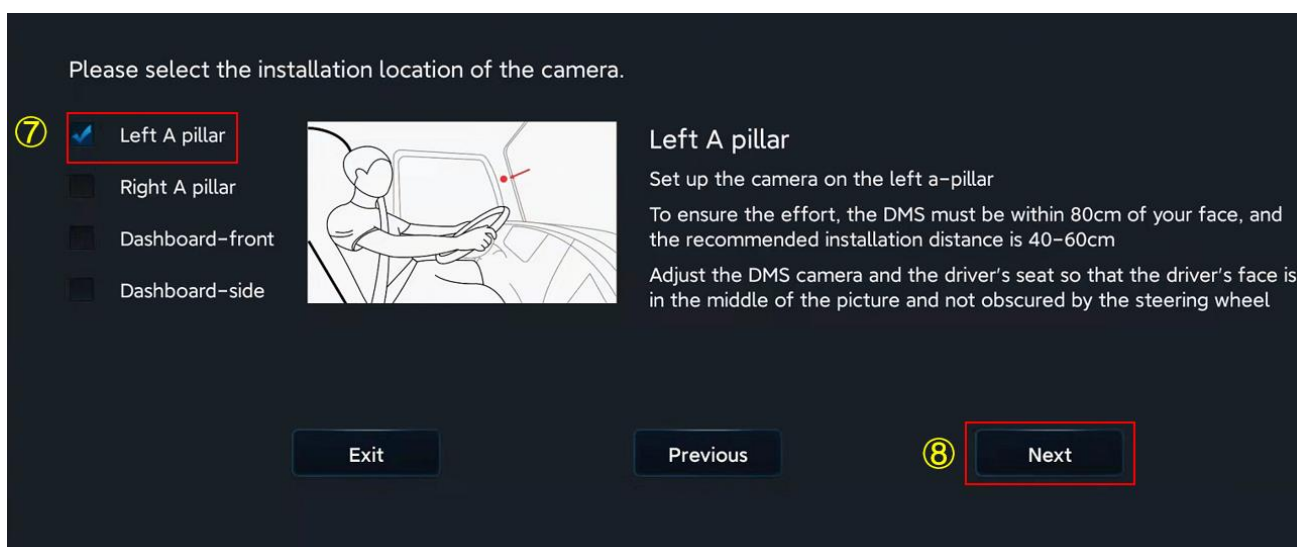 Please select the installation location of the camera.
⑦ Left A pillar
Right A pillar
Dashboard-front
Dashboard-side
Left A pillar
Set up the camera on the left a-pillar
To ensure the effort, the DMS must be within 80cm of your face, and
the recommended installation distance is 40-60cm
Adjust the DMS camera and the driver's seat so that the driver's face is
in the middle of the picture and not obscured by the steering wheel
Exit
Previous
⑧ Next